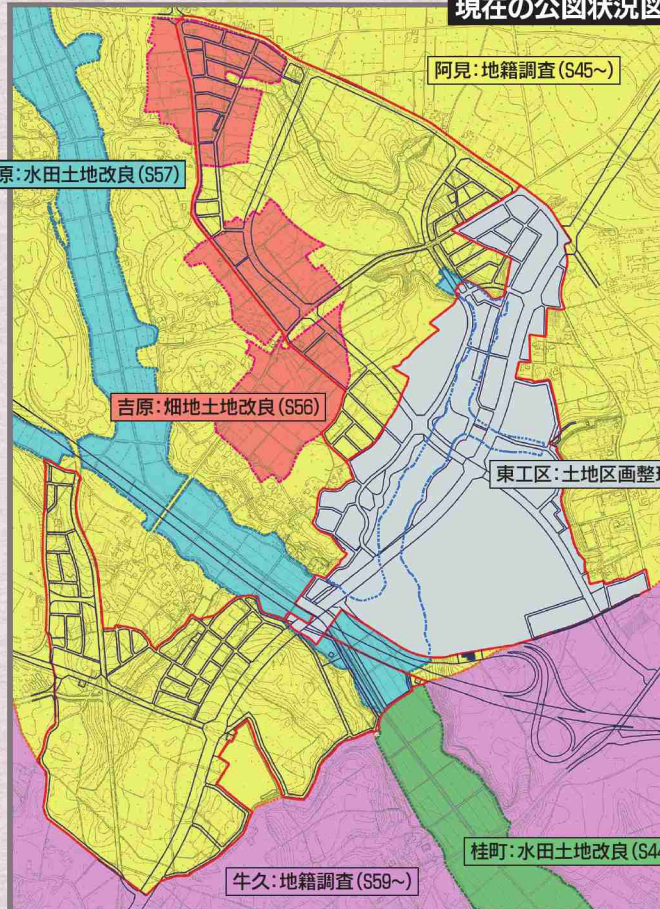 現在の公図状況図
阿見：地籍調査(S45～)
原：水田土地改良(S57)
吉原：畑地土地改良(S56)
東工区：土地区画整
桂町：水田土地改良(S44
牛久：地籍調査(S59～)